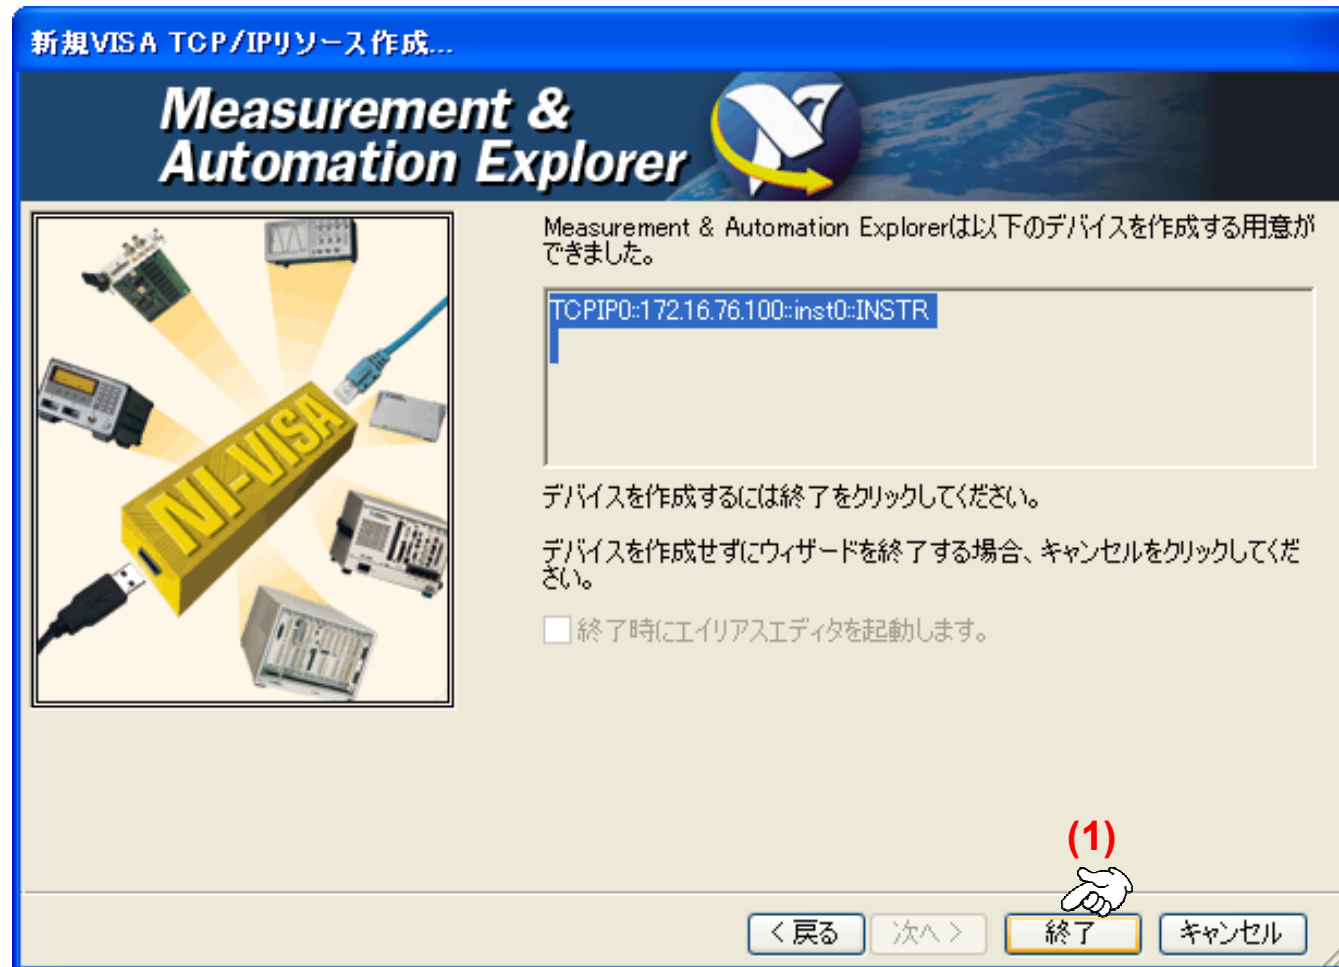 新規VISA TCP/IPリソース作成...
Measurement &
Automation Explorer
NI-VISA
Measurement & Automation Explorerは以下のデバイスを作成する用意が
できました。
TCPIP0::172.16.76.100::inst0::INSTR
デバイスを作成するには終了をクリックしてください。
デバイスを作成せずにウィザードを終了する場合、キャンセルをクリックしてくだ
さい。
終了時にエイリアスエディタを起動します。
(1)
< 戻る 次へ > 終了 キャンセル